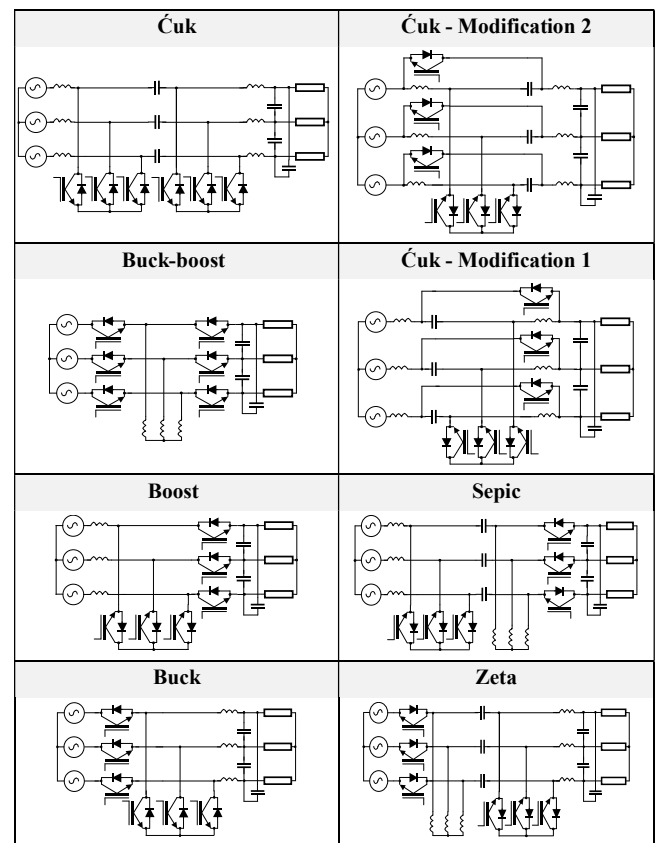 Ćuk
Ćuk - Modification 2
Buck-boost
Ćuk - Modification 1
Boost
Sepic
Buck
Zeta